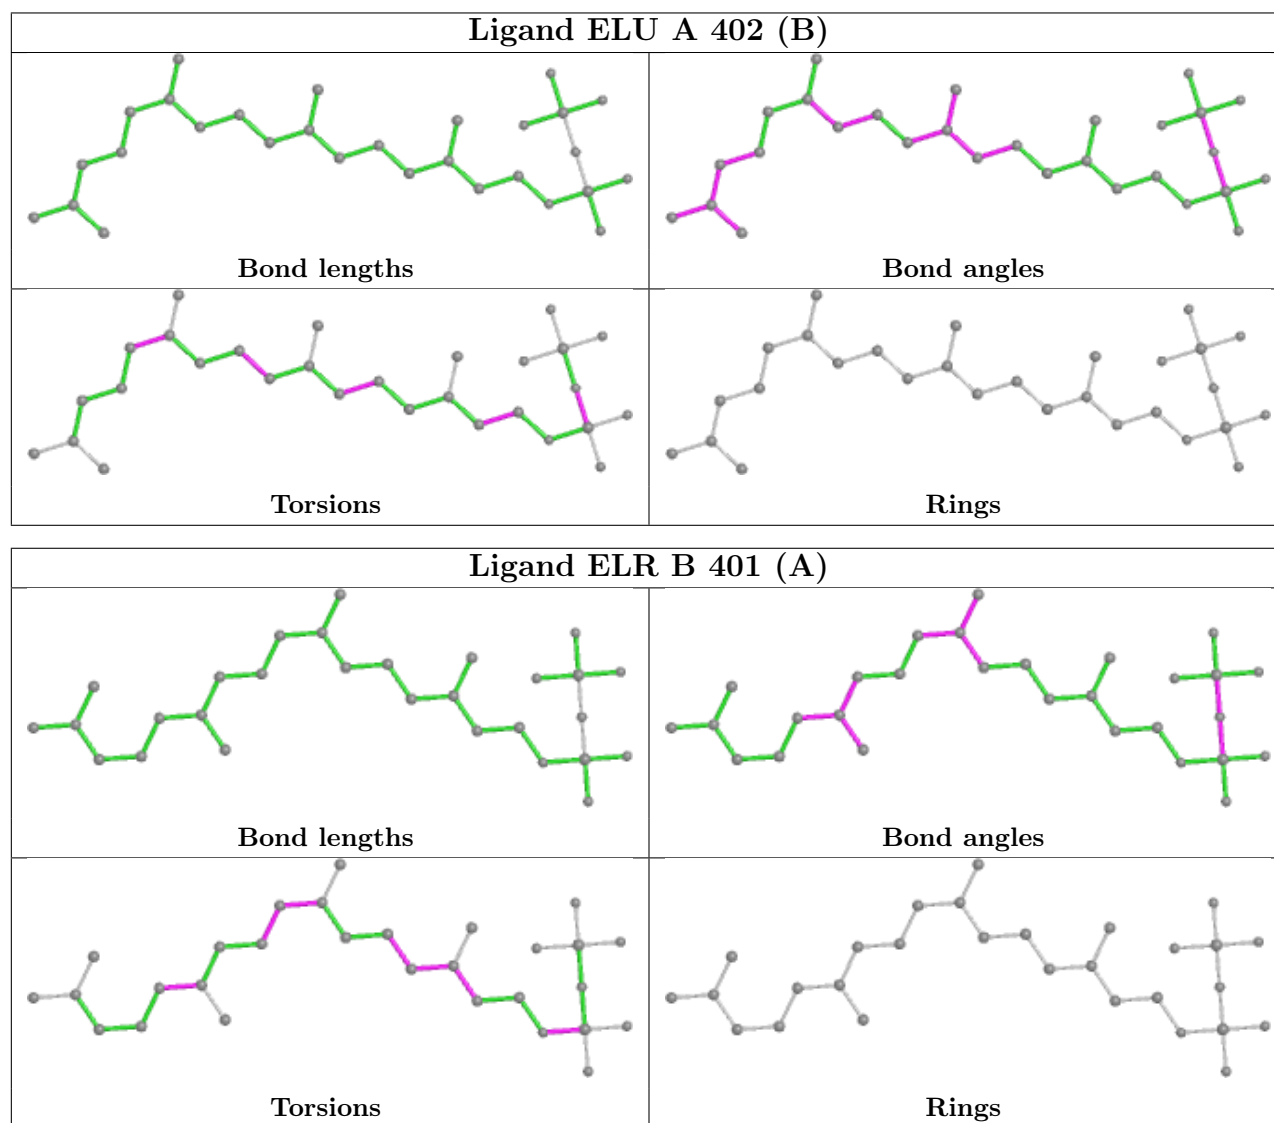 Ligand ELU A 402 (B)
Bond lengths
Bond angles
Torsions
Rings
Ligand ELR B 401 (A)
Bond lengths
Bond angles
Torsions
Rings